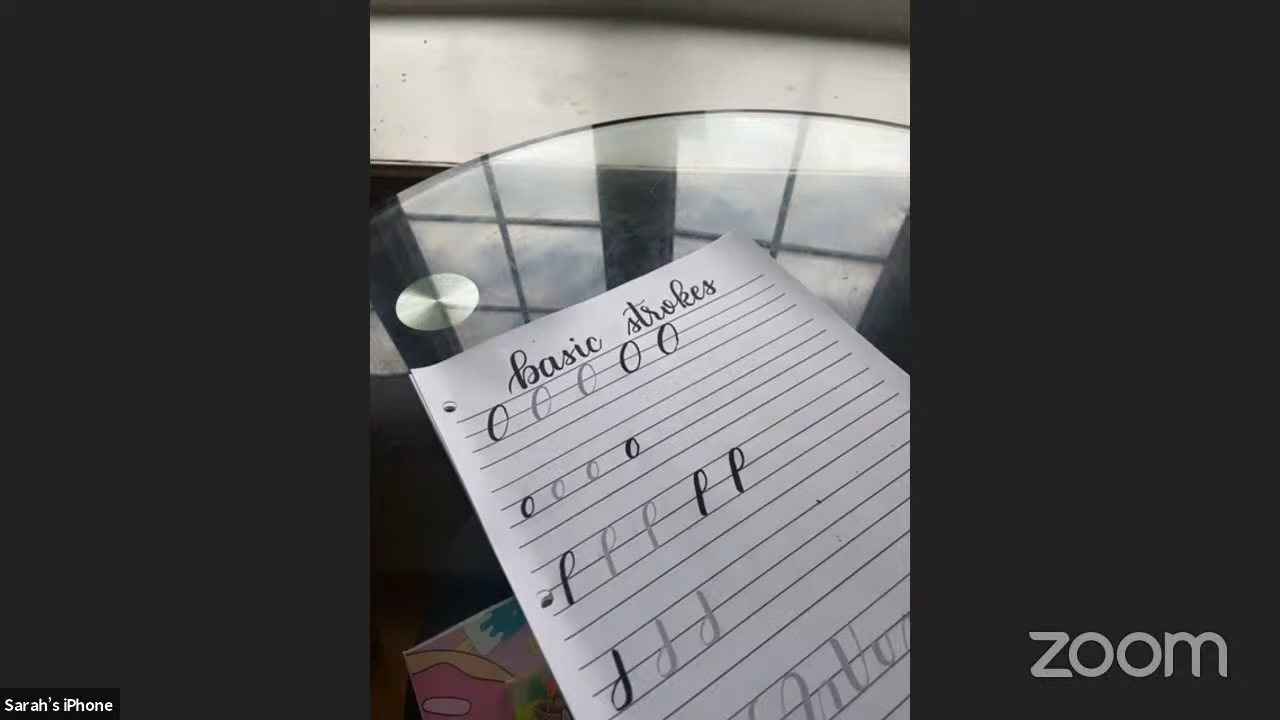 basic strokes
O O O O O
o o o o
Sarah's iPhone
zoom